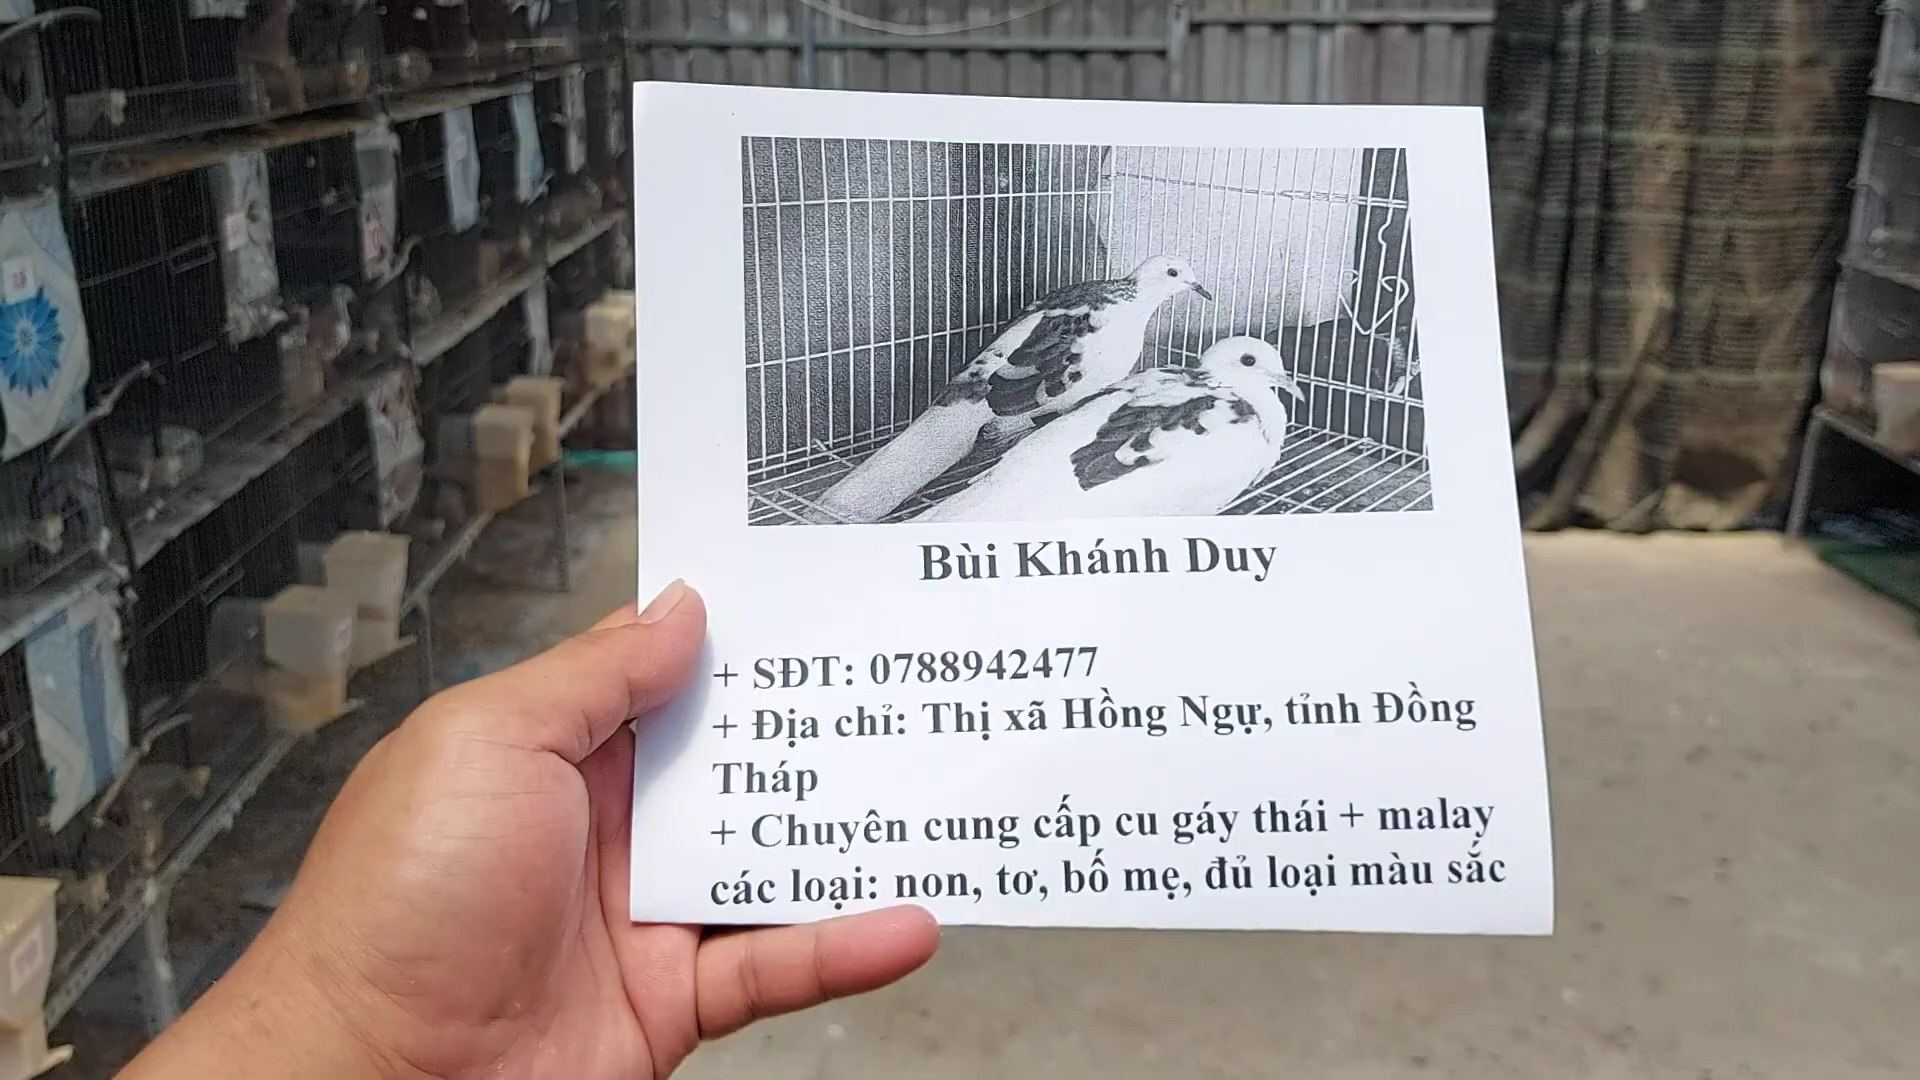 Bùi Khánh Duy
+ SĐT: 0788942477
+ Địa chỉ: Thị xã Hồng Ngự, tỉnh Đồng
Tháp
+ Chuyên cung cấp cu gáy thái + malay
các loại: non, tơ, bố mẹ, đủ loại màu sắc